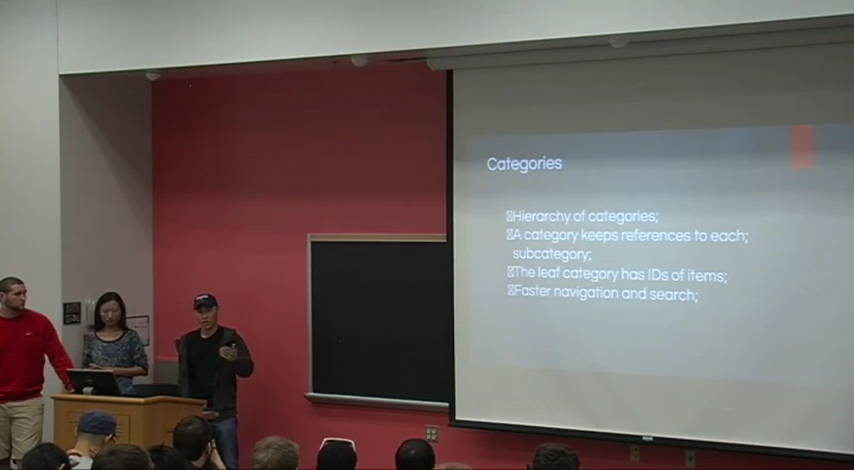 Categories
Hierarchy of categories;
A category keeps references to each;
subcategory;
The leaf category has IDs of items;
Faster navigation and search;